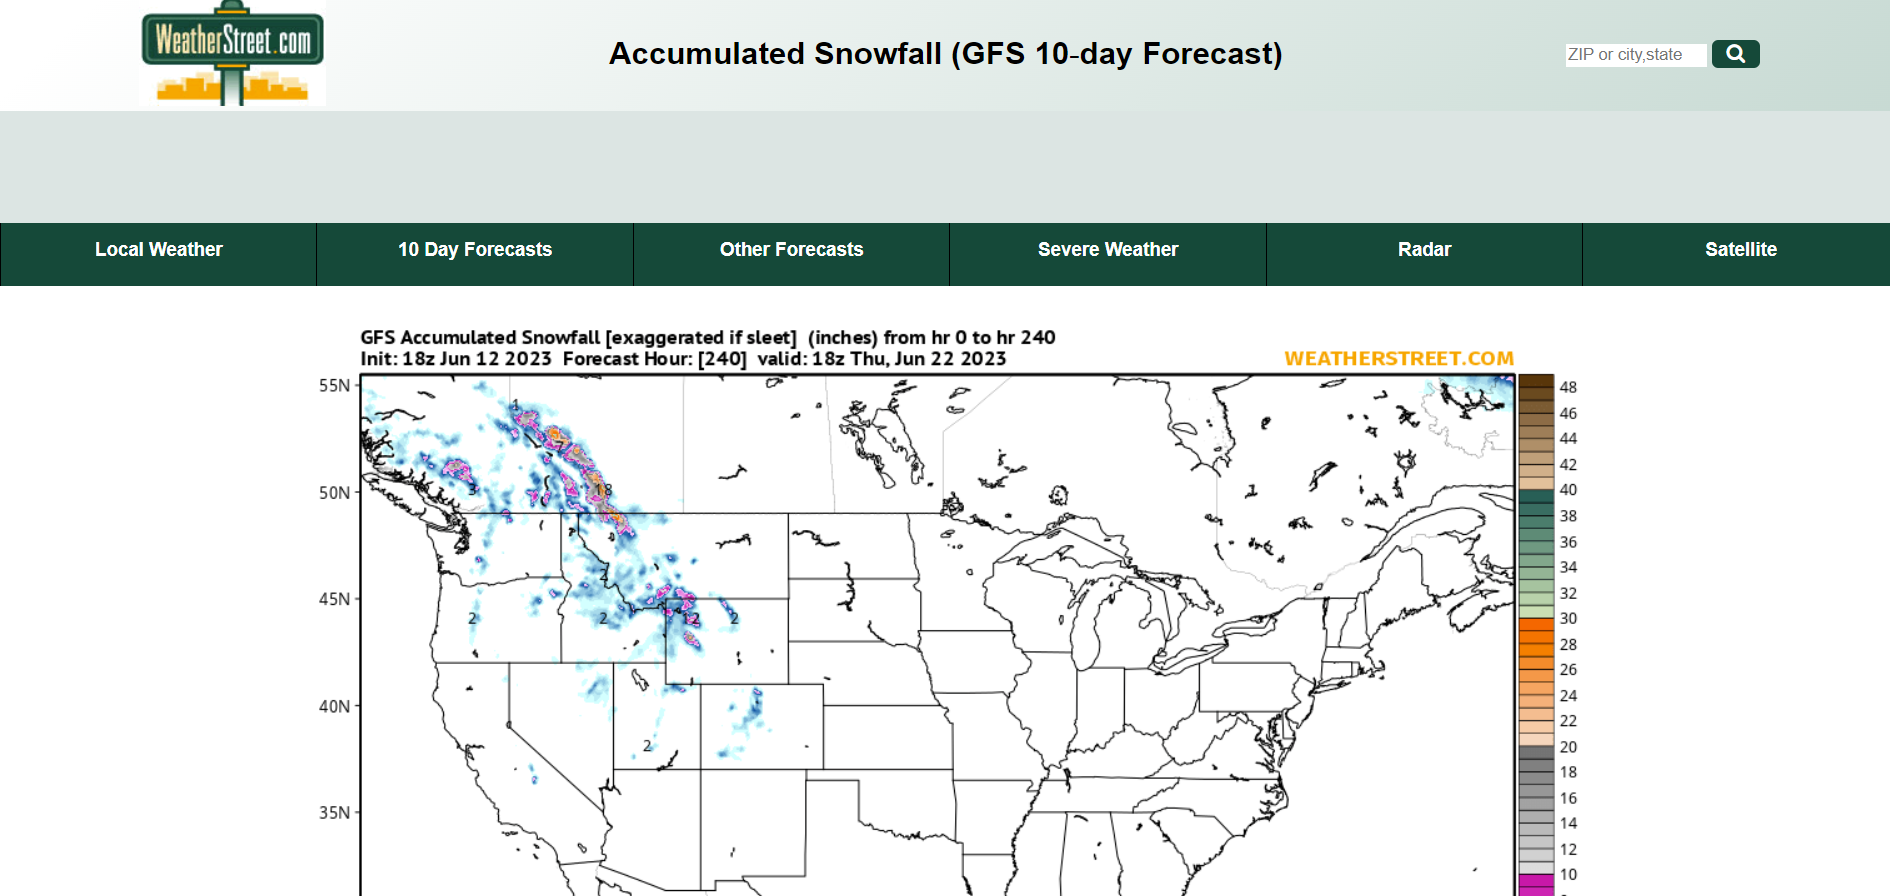 WeatherStreet.com
Accumulated Snowfall (GFS 10-day Forecast)
ZIP or city,state
Local Weather
10 Day Forecasts
Other Forecasts
Severe Weather
Radar
Satellite
GFS Accumulated Snowfall [exaggerated if sleet] (inches) from hr 0 to hr 240
Init: 18z Jun 12 2023 Forecast Hour: [240] valid: 18z Thu, Jun 22 2023
WEATHERSTREET.COM
55N
50N
45N
40N
35N
1
3
18
4
2
2
2
2
2
48
46
44
42
40
38
36
34
32
30
28
26
24
22
20
18
16
14
12
10